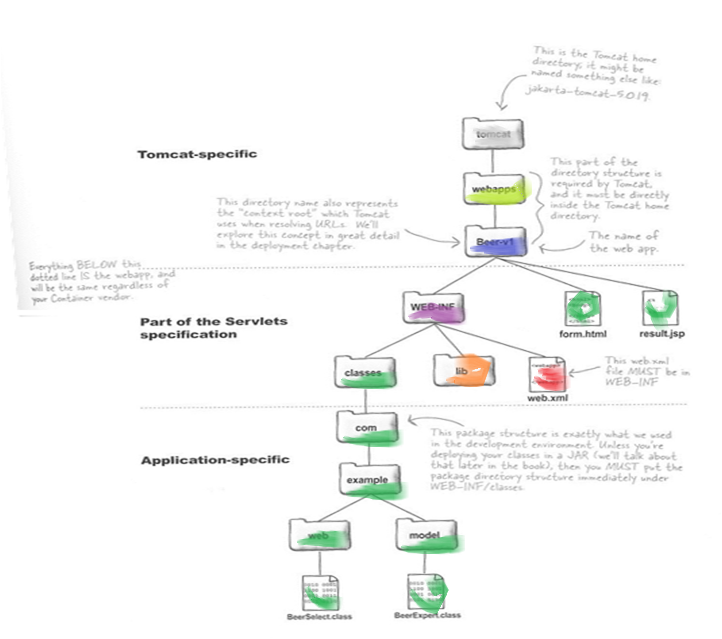 This is the Tomcat home
directory; it might be
named something else like:
jakarta-tomcat-5.0.19.
tomcat
Tomcat-specific
This part of the
directory structure is
required by Tomcat,
and it must be directly
inside the Tomcat home
directory.
webapps
This directory name also represents
the "context root" which Tomcat
uses when resolving URLs. We'll
explore this concept in great detail
in the deployment chapter.
Beer-v1
The name of
the web app.
Everything BELOW this
dotted line IS the webapp, and
will be the same regardless of
your Container vendor.
WEB-INF
form.html
result.jsp
Part of the Servlets
specification
classes
lib
web.xml
This web.xml
file MUST be in
WEB-INF
com
This package structure is exactly what we used
in the development environment. Unless you're
deploying your classes in a JAR (we'll talk about
that later in the book), then you MUST put the
package directory structure immediately under
WEB-INF/classes.
Application-specific
example
web
model
BeerSelect.class
BeerExpert.class